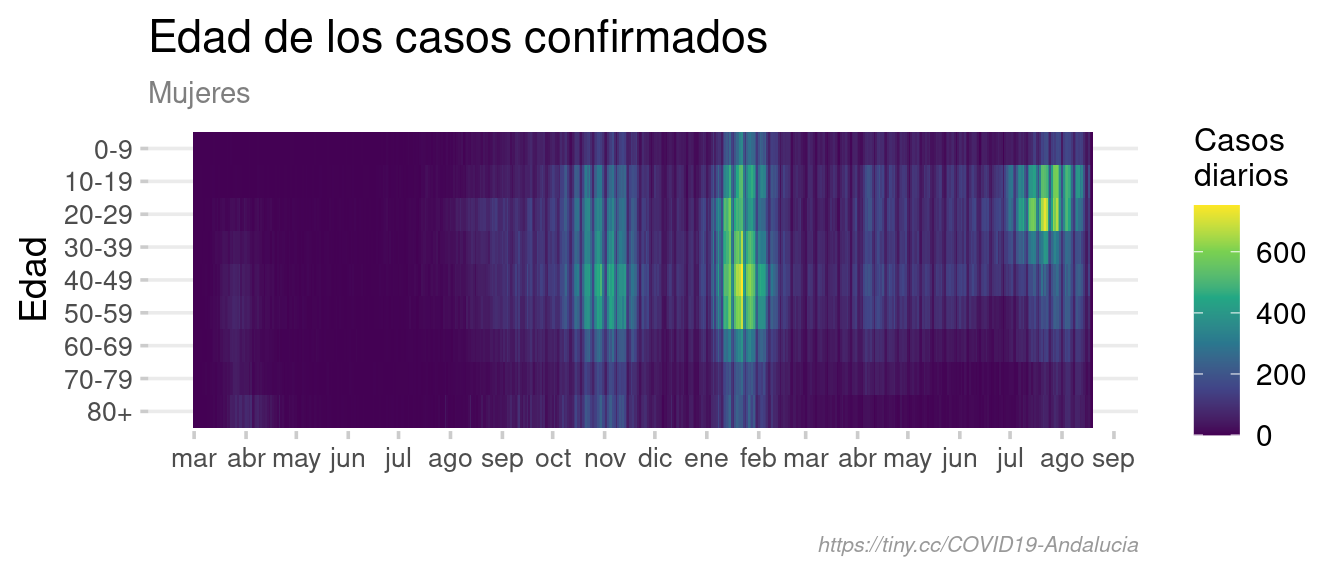 Edad de los casos confirmados
Mujeres
Edad
0-9
10-19
20-29
30-39
40-49
50-59
60-69
70-79
80+
mar abr may jun jul ago sep oct nov dic ene feb mar abr may jun jul ago sep
Casos
diarios
600
400
200
0
https://tiny.cc/COVID19-Andalucia